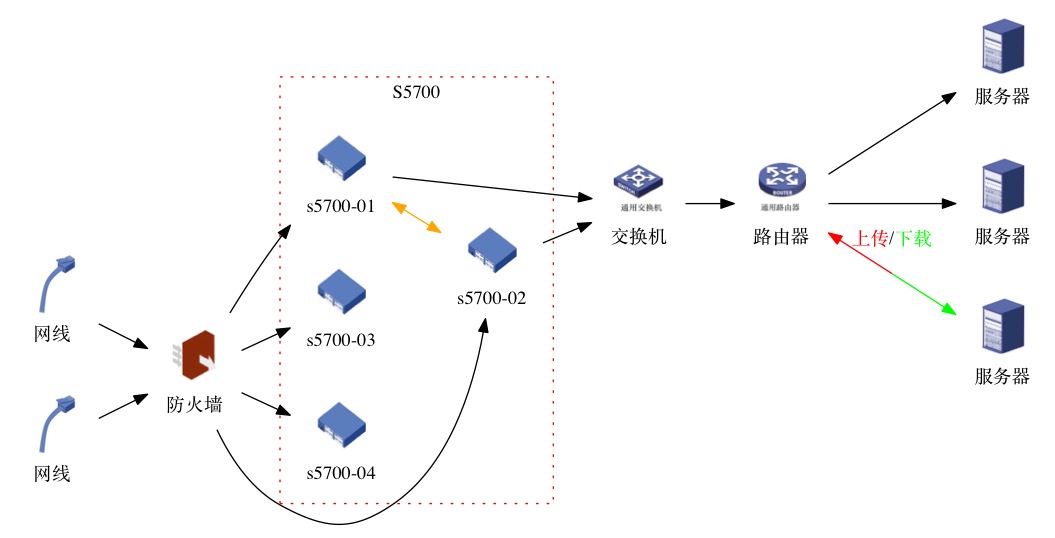 S5700
s5700-01
s5700-02
s5700-03
s5700-04
网线
网线
防火墙
SWITCH
通用交换机
交换机
ROUTER
通用路由器
路由器
上传/下载
服务器
服务器
服务器